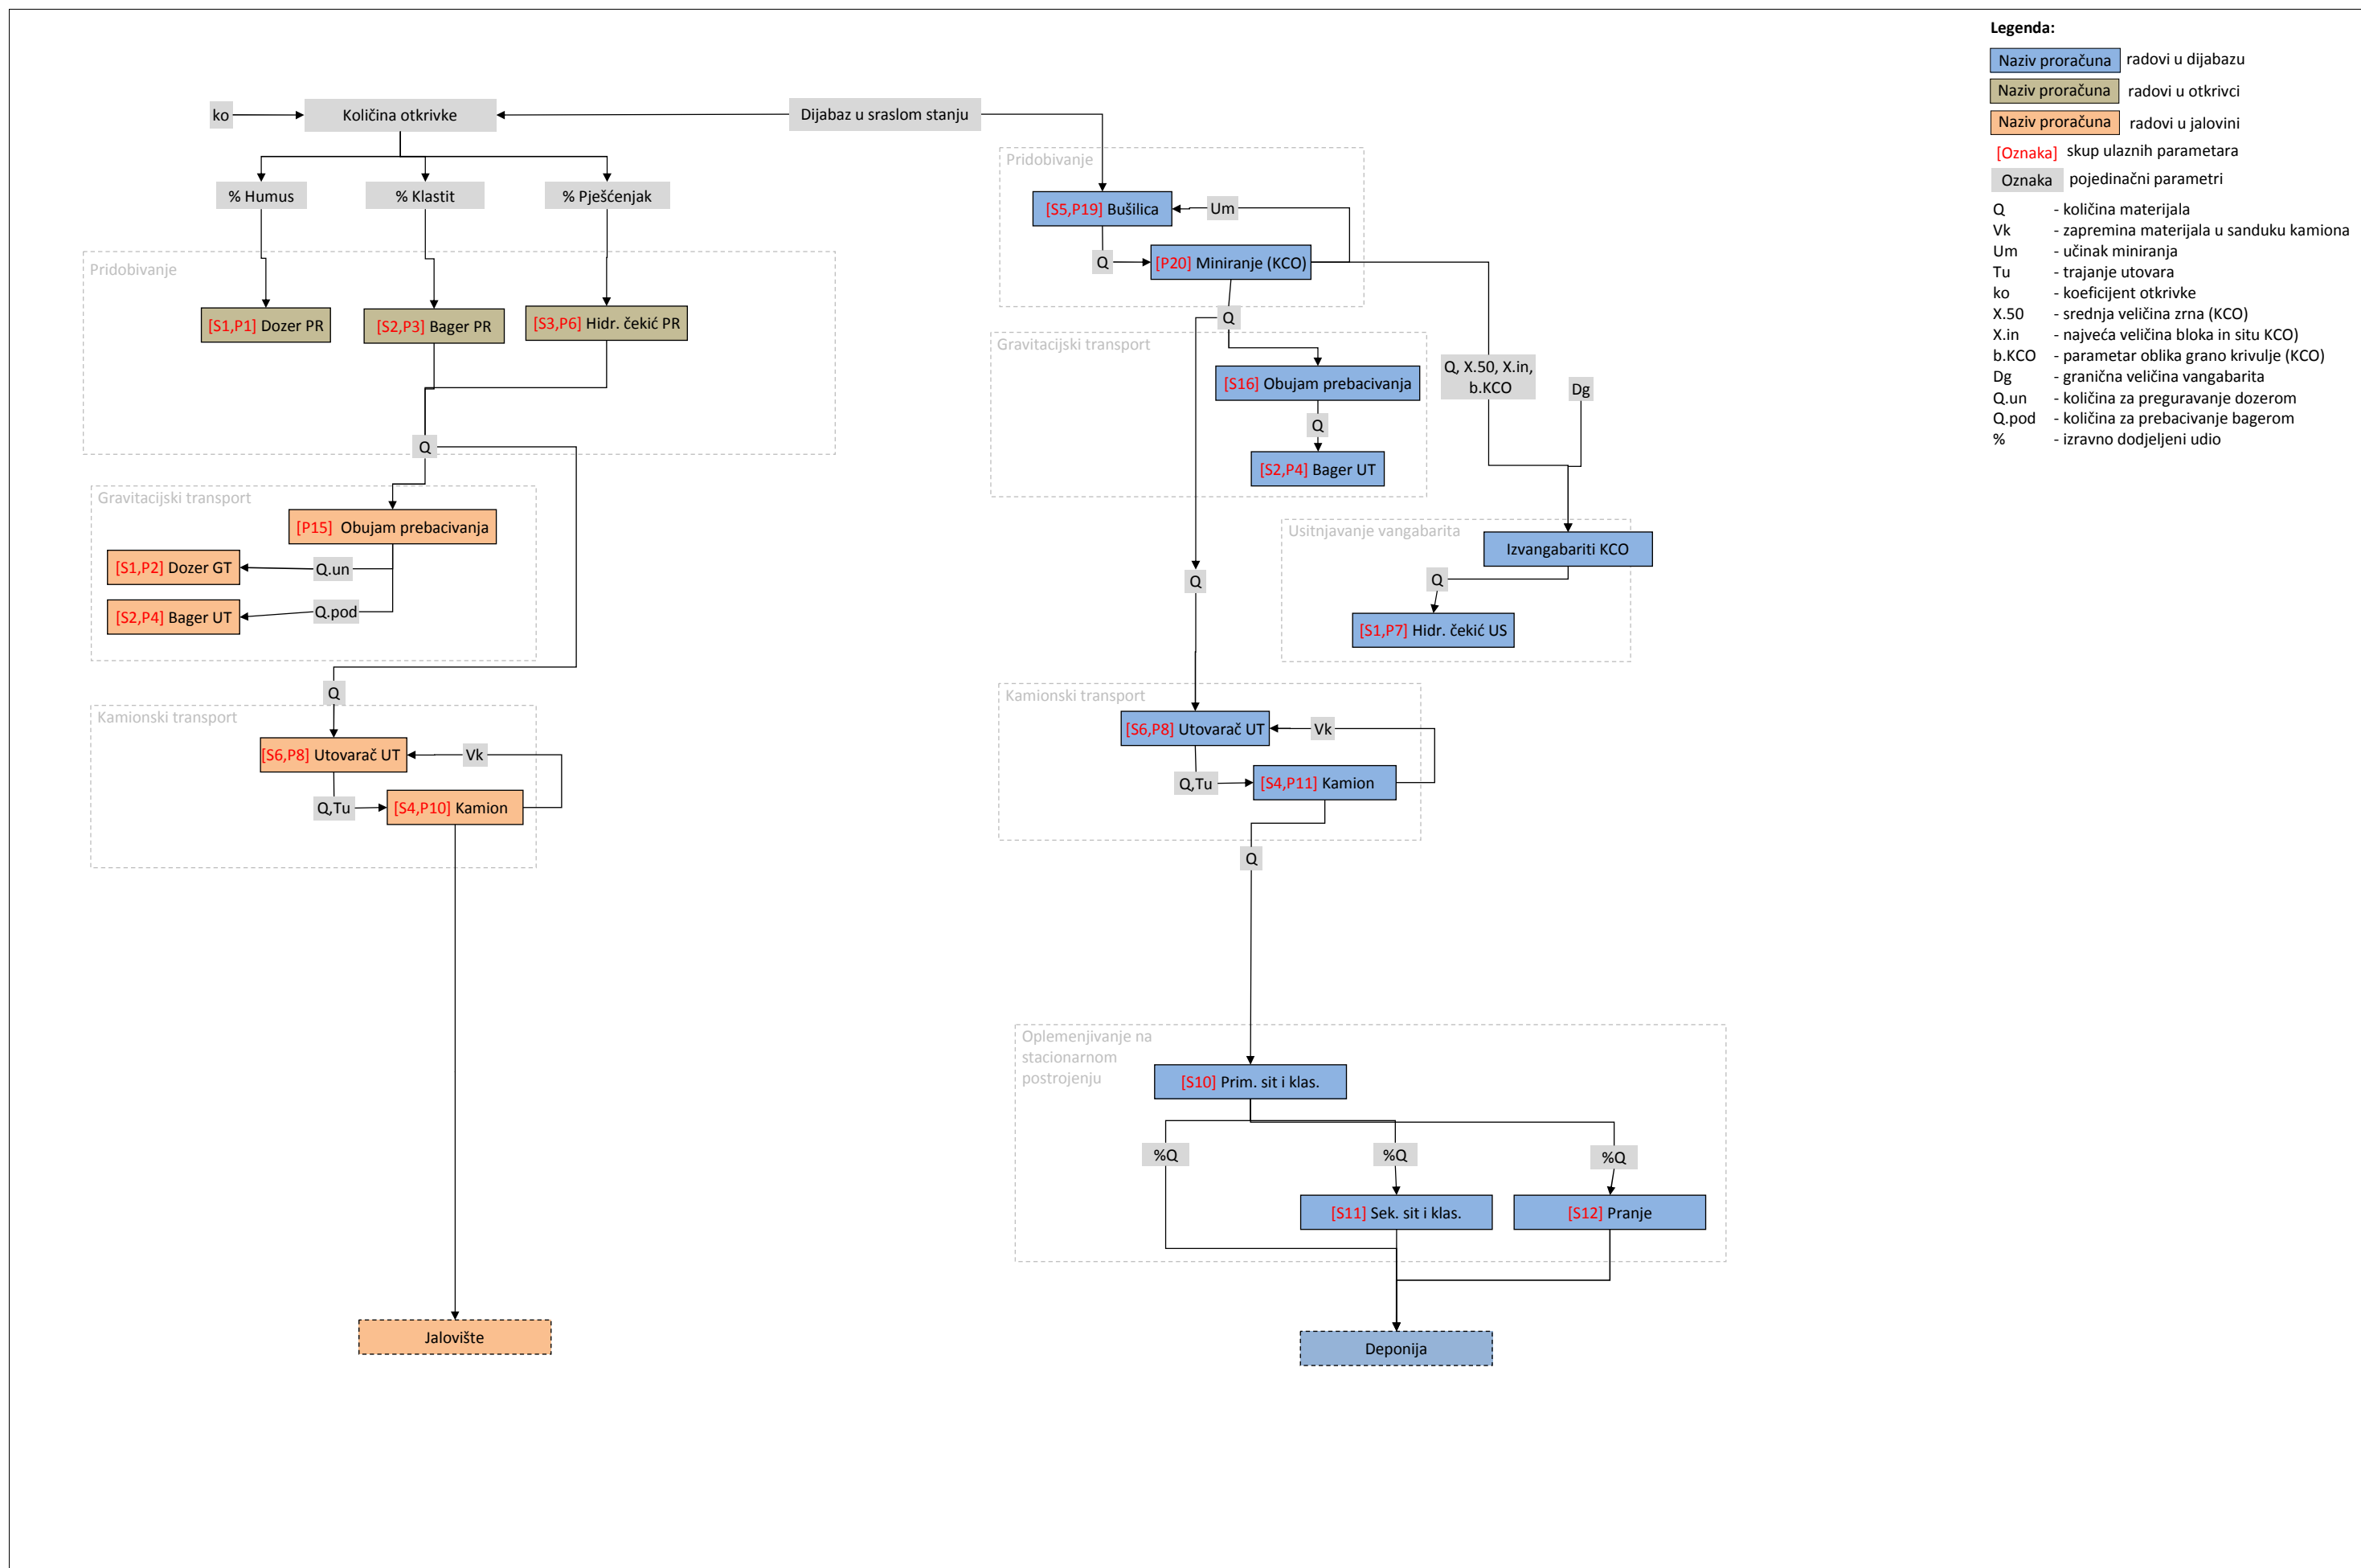 Legenda:
Naziv proračuna radovi u dijabazu
Naziv proračuna radovi u otkrivci
Naziv proračuna radovi u jalovini
[Oznaka] skup ulaznih parametara
Oznaka pojedinačni parametri
Q - količina materijala
Vk - zapremina materijala u sanduku kamiona
Um - učinak miniranja
Tu - trajanje utovara
ko - koeficijent otkrivke
X.50 - srednja veličina zrna (KCO)
X.in - najveća veličina bloka in situ KCO)
b.KCO - parametar oblika grano krivulje (KCO)
Dg - granična veličina vangabarita
Q.un - količina za preguravanje dozerom
Q.pod - količina za prebacivanje bagerom
% - izravno dodjeljeni udio
ko
Količina otkrivke
Dijabaz u sraslom stanju
% Humus
% Klastit
% Pješćenjak
Pridobivanje
[S1,P1] Dozer PR
[S2,P3] Bager PR
[S3,P6] Hidr. čekić PR
Q
Gravitacijski transport
[P15] Obujam prebacivanja
[S1,P2] Dozer GT
Q.un
[S2,P4] Bager UT
Q.pod
Q
Kamionski transport
[S6,P8] Utovarač UT
Vk
Q,Tu
[S4,P10] Kamion
Jalovište
Pridobivanje
[S5,P19] Bušilica
Um
Q
[P20] Miniranje (KCO)
Q
Gravitacijski transport
[S16] Obujam prebacivanja
Q
[S2,P4] Bager UT
Q, X.50, X.in,
b.KCO
Dg
Usitnjavanje vangabarita
Izvangabariti KCO
Q
[S1,P7] Hidr. čekić US
Q
Kamionski transport
[S6,P8] Utovarač UT
Vk
Q,Tu
[S4,P11] Kamion
Q
Oplemenjivanje na
stacionarnom
postrojenju
[S10] Prim. sit i klas.
%Q
%Q
%Q
[S11] Sek. sit i klas.
[S12] Pranje
Deponija